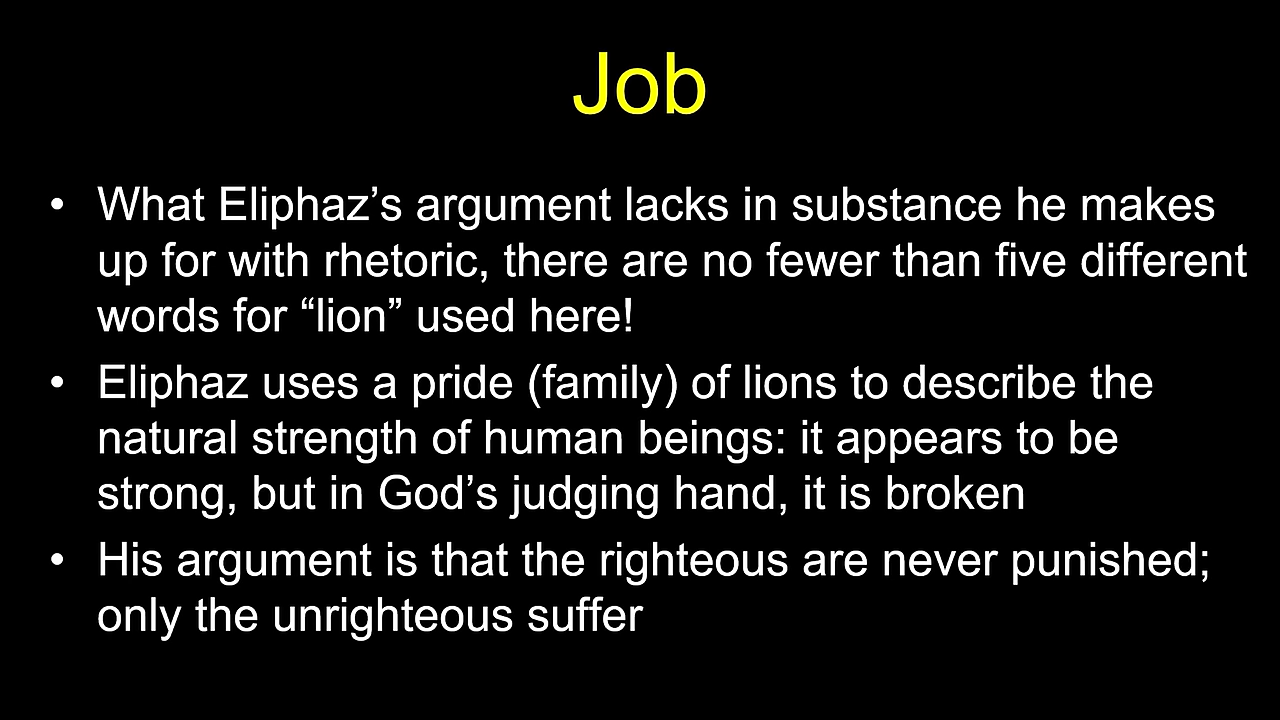 Job
• What Eliphaz’s argument lacks in substance he makes
up for with rhetoric, there are no fewer than five different
words for “lion” used here!
• Eliphaz uses a pride (family) of lions to describe the
natural strength of human beings: it appears to be
strong, but in God’s judging hand, it is broken
• His argument is that the righteous are never punished;
only the unrighteous suffer